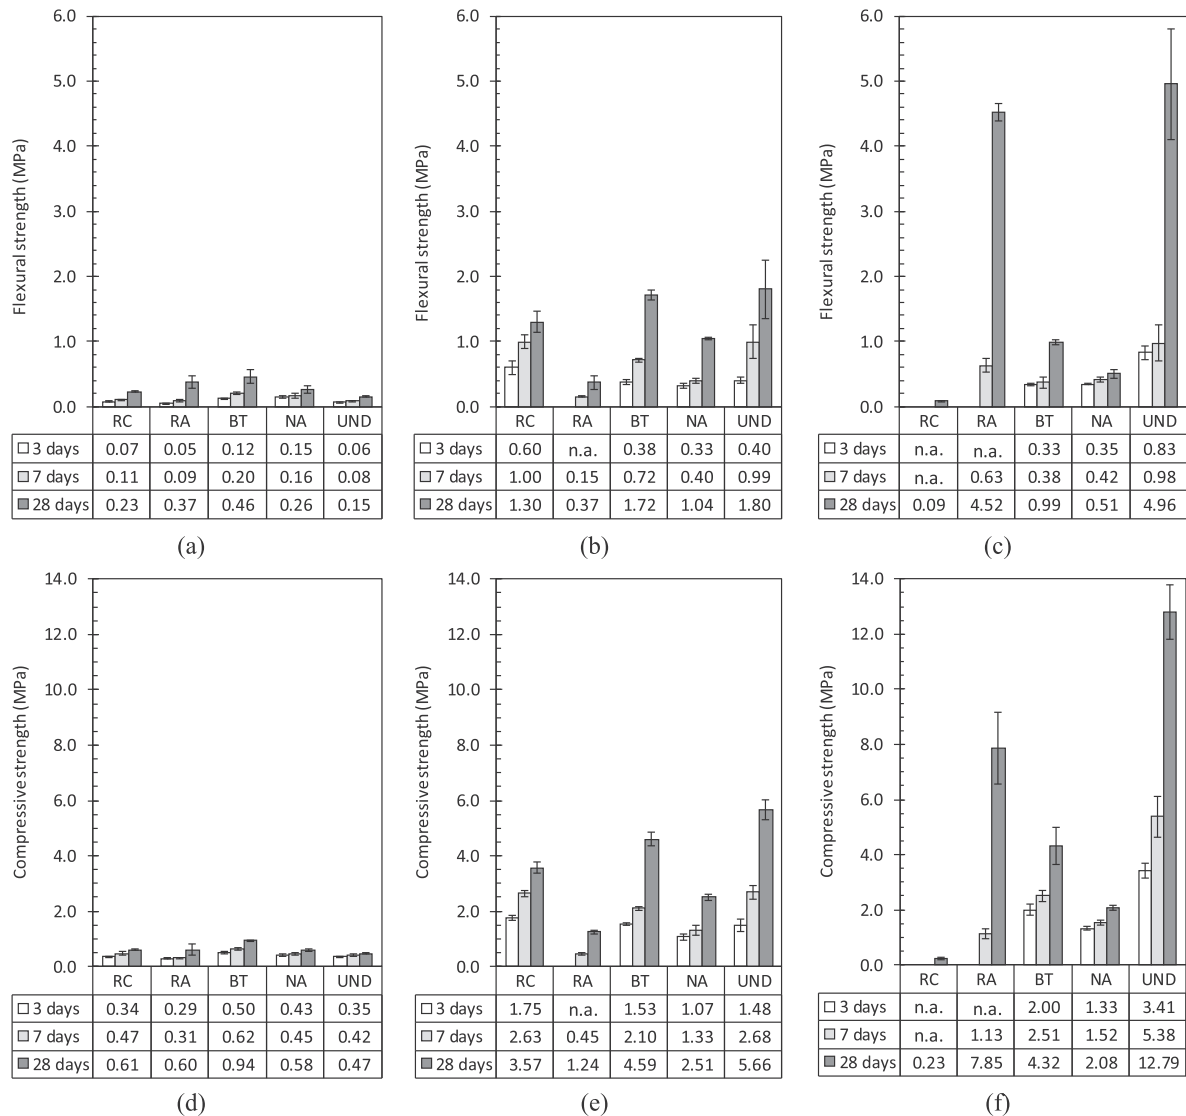 Flexural strength (MPa)
6.0
5.0
4.0
3.0
2.0
1.0
0.0
RC RA BT NA UND
3 days 0.07 0.05 0.12 0.15 0.06
7 days 0.11 0.09 0.20 0.16 0.08
28 days 0.23 0.37 0.46 0.26 0.15
(a)
Flexural strength (MPa)
6.0
5.0
4.0
3.0
2.0
1.0
0.0
RC RA BT NA UND
3 days 0.60 n.a. 0.38 0.33 0.40
7 days 1.00 0.15 0.72 0.40 0.99
28 days 1.30 0.37 1.72 1.04 1.80
(b)
Flexural strength (MPa)
6.0
5.0
4.0
3.0
2.0
1.0
0.0
RC RA BT NA UND
3 days n.a. n.a. 0.33 0.35 0.83
7 days n.a. 0.63 0.38 0.42 0.98
28 days 0.09 4.52 0.99 0.51 4.96
(c)
Compressive strength (MPa)
14.0
12.0
10.0
8.0
6.0
4.0
2.0
0.0
RC RA BT NA UND
3 days 0.34 0.29 0.50 0.43 0.35
7 days 0.47 0.31 0.62 0.45 0.42
28 days 0.61 0.60 0.94 0.58 0.47
(d)
Compressive strength (MPa)
14.0
12.0
10.0
8.0
6.0
4.0
2.0
0.0
RC RA BT NA UND
3 days 1.75 n.a. 1.53 1.07 1.48
7 days 2.63 0.45 2.10 1.33 2.68
28 days 3.57 1.24 4.59 2.51 5.66
(e)
Compressive strength (MPa)
14.0
12.0
10.0
8.0
6.0
4.0
2.0
0.0
RC RA BT NA UND
3 days n.a. n.a. 2.00 1.33 3.41
7 days n.a. 1.13 2.51 1.52 5.38
28 days 0.23 7.85 4.32 2.08 12.79
(f)